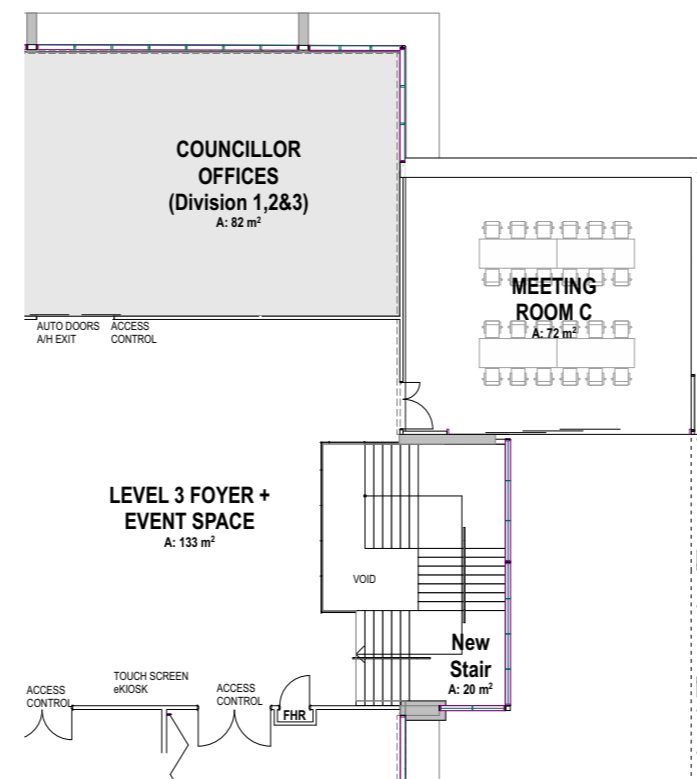 COUNCILLOR
OFFICES
(Division 1,2&3)
A: 82 m²
MEETING
ROOM C
A: 72 m²
AUTO DOORS
A/H EXIT
ACCESS
CONTROL
LEVEL 3 FOYER +
EVENT SPACE
A: 133 m²
VOID
New
Stair
A: 20 m²
TOUCH SCREEN
eKIOSK
ACCESS
CONTROL
ACCESS
CONTROL
FHR